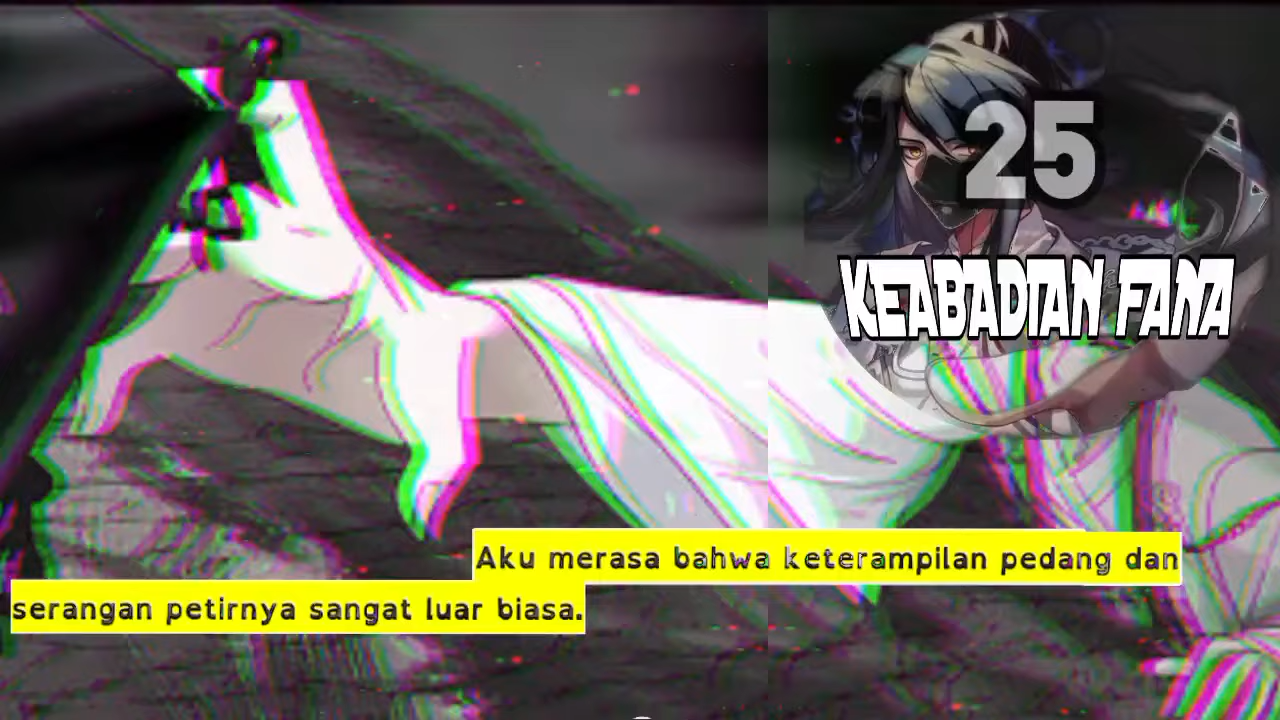 25
KEABADIAN FANA
Aku merasa bahwa keterampilan pedang dan
serangan petirnya sangat luar biasa.